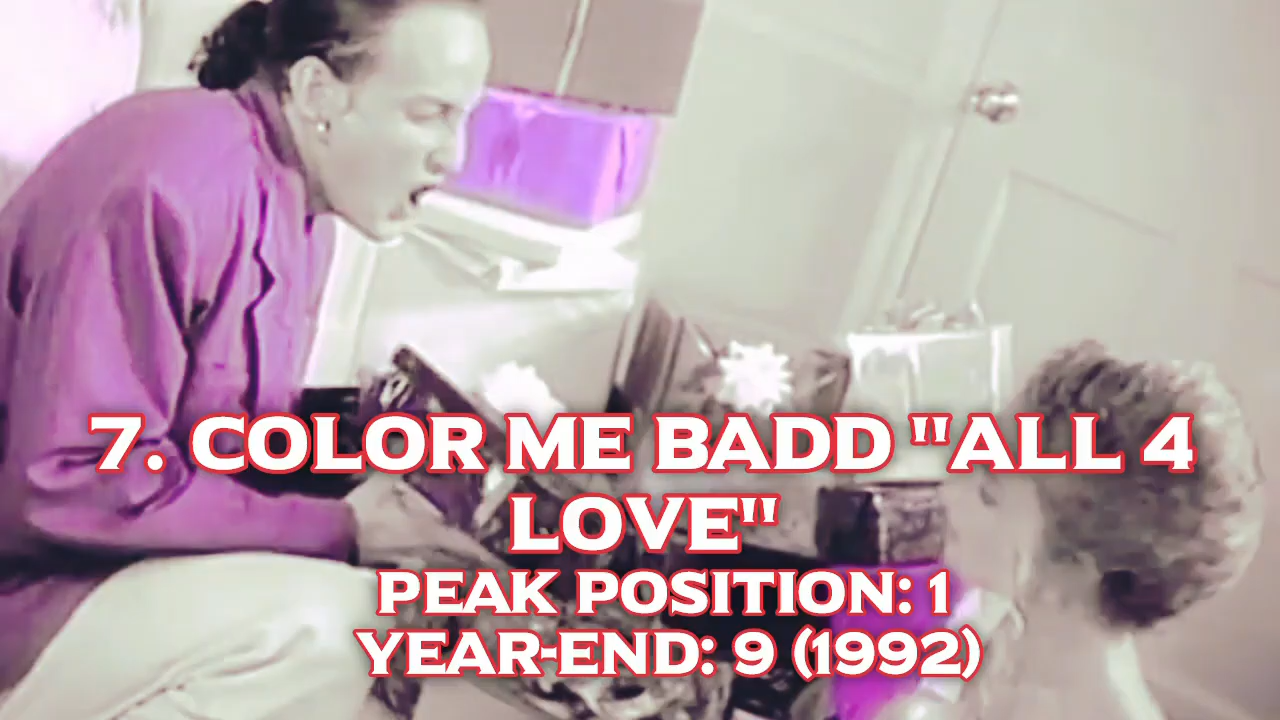 7. COLOR ME BADD "ALL 4
LOVE"
PEAK POSITION: 1
YEAR-END: 9 (1992)